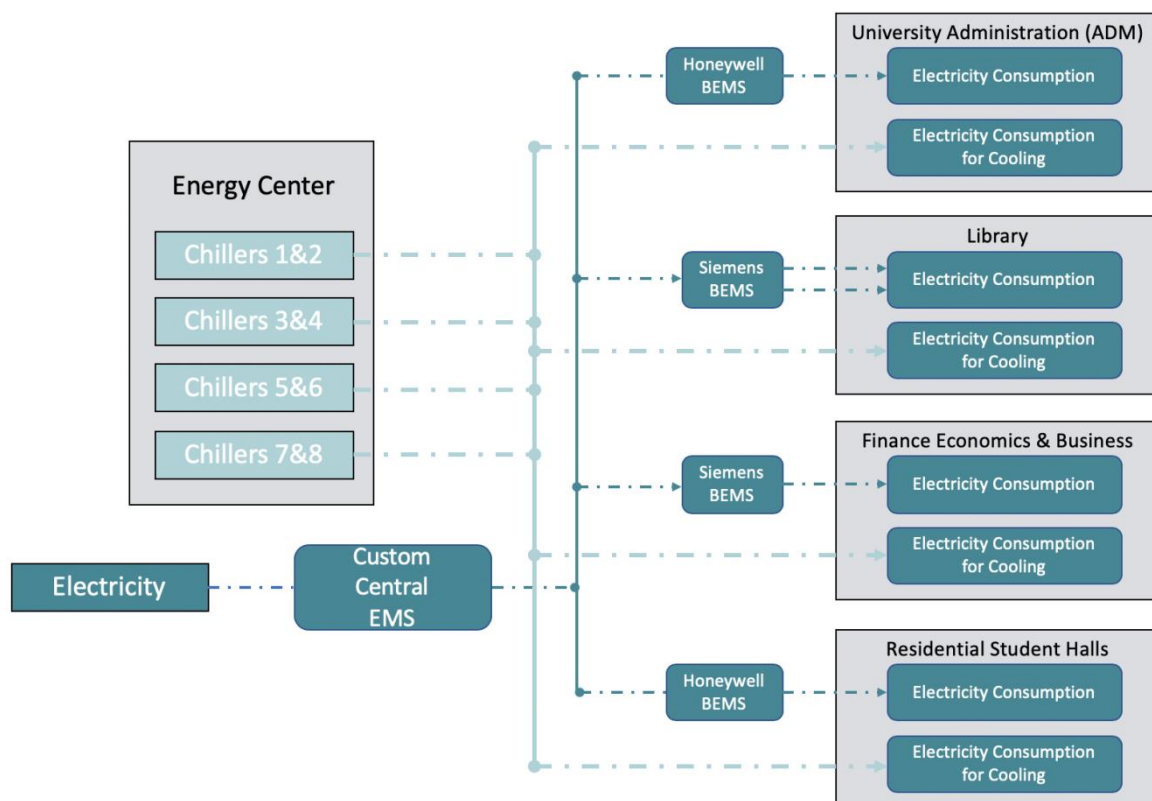 Energy Center
Chillers 1&2
Chillers 3&4
Chillers 5&6
Chillers 7&8
Electricity
Custom
Central
EMS
Honeywell
BEMS
University Administration (ADM)
Electricity Consumption
Electricity Consumption
for Cooling
Siemens
BEMS
Library
Electricity Consumption
Electricity Consumption
for Cooling
Siemens
BEMS
Finance Economics & Business
Electricity Consumption
Electricity Consumption
for Cooling
Honeywell
BEMS
Residential Student Halls
Electricity Consumption
Electricity Consumption
for Cooling